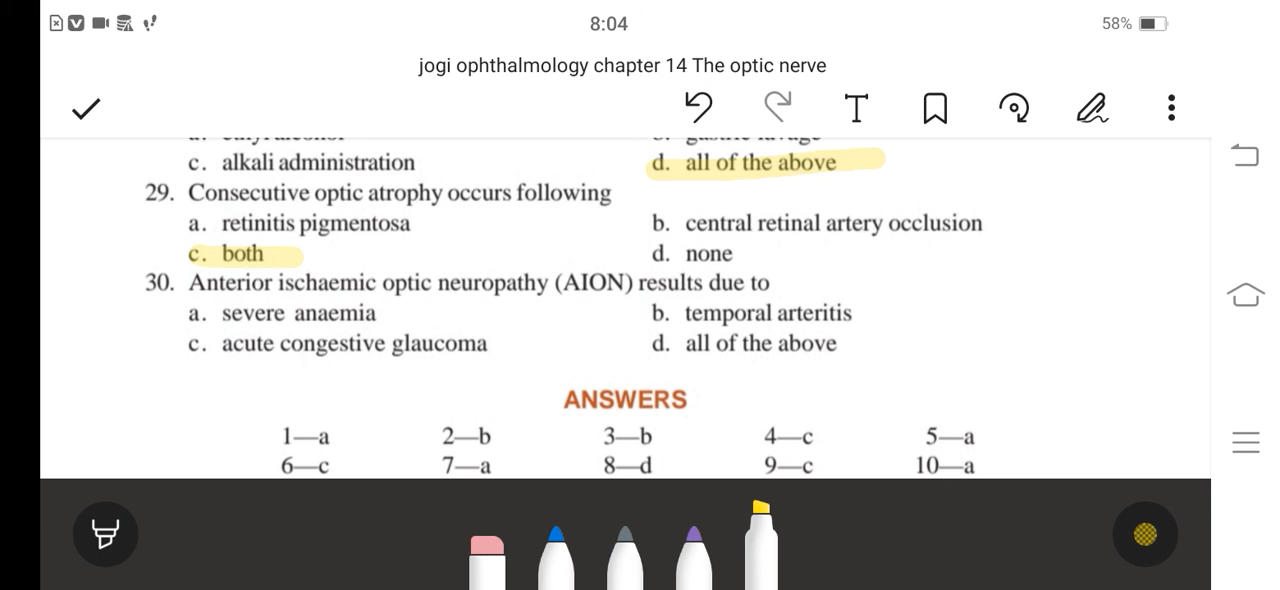 8:04
58%
jogi ophthalmology chapter 14 The optic nerve
c. alkali administration d. all of the above
29. Consecutive optic atrophy occurs following
a. retinitis pigmentosa b. central retinal artery occlusion
c. both d. none
30. Anterior ischaemic optic neuropathy (AION) results due to
a. severe anaemia b. temporal arteritis
c. acute congestive glaucoma d. all of the above
ANSWERS
1—a 2—b 3—b 4—c 5—a
6—c 7—a 8—d 9—c 10—a